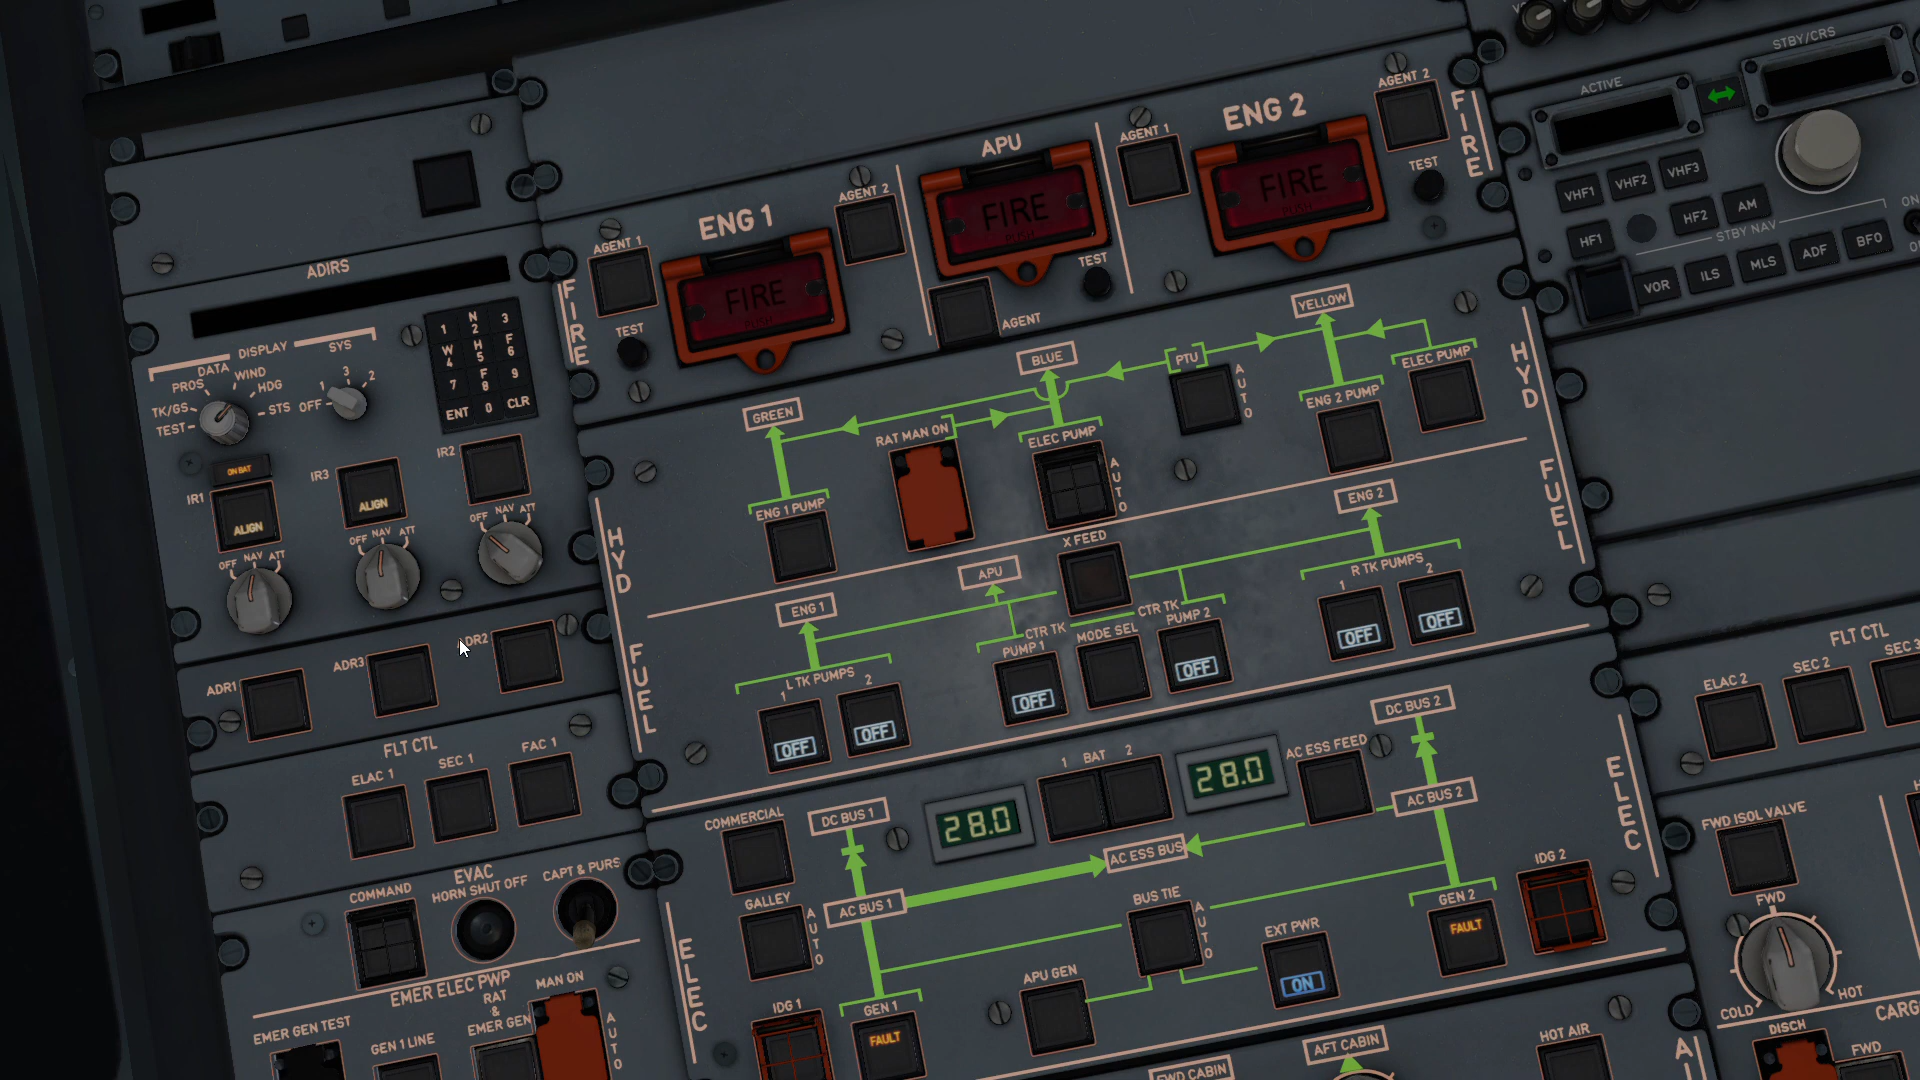 STBY/CRS
ACTIVE
AGENT 2
ENG 2
AGENT 1
APU
FIRE
TEST
FIRE
PUSH
VHF1
VHF2
VHF3
HF1
HF2
AM
STBY NAV
VOR
ILS
MLS
ADF
BFO
FIRE
PUSH
AGENT 2
ENG 1
AGENT 1
FIRE
TEST
AGENT
FIRE
PUSH
TEST
ADIRS
DISPLAY
DATA
SYS
PROS
WIND
HDG
TK/GS
STS
TEST
OFF
1
3
2
1
N
2
3
W
4
H
5
F
6
7
F
8
9
ENT
0
CLR
ON BAT
IR1
ALIGN
IR3
ALIGN
IR2
OFF NAV ATT
OFF NAV ATT
OFF NAV ATT
YELLOW
BLUE
PTU
AUTO
ELEC PUMP
GREEN
RAT MAN ON
ELEC PUMP
AUTO
ENG 2 PUMP
ENG 1 PUMP
HYD
HYD
ENG 2
X FEED
APU
ENG 1
R TK PUMPS
1
2
OFF
OFF
CTR TK
PUMP 1
OFF
MODE SEL
CTR TK
PUMP 2
OFF
L TK PUMPS
1
2
OFF
OFF
FUEL
FUEL
ADR1
ADR3
ADR2
FLT CTL
ELAC 1
SEC 1
FAC 1
EVAC
COMMAND
HORN SHUT OFF
CAPT & PURS
EMER ELEC PWP
EMER GEN TEST
GEN 1 LINE
RAT
&
EMER GEN
MAN ON
AUTO
COMMERCIAL
DC BUS 1
28.0
1 BAT 2
28.0
AC ESS FEED
DC BUS 2
AC BUS 2
AC ESS BUS
GALLEY
AUTO
AC BUS 1
BUS TIE
AUTO
GEN 2
FAULT
IDG 2
ELEC
ELEC
APU GEN
EXT PWR
ON
IDG 1
GEN 1
FAULT
FWD CABIN
AFT CABIN
HOT AIR
FLT CTL
ELAC 2
SEC 2
SEC 3
FWD ISOL VALVE
FWD
COLD
HOT
DISCH
FWD